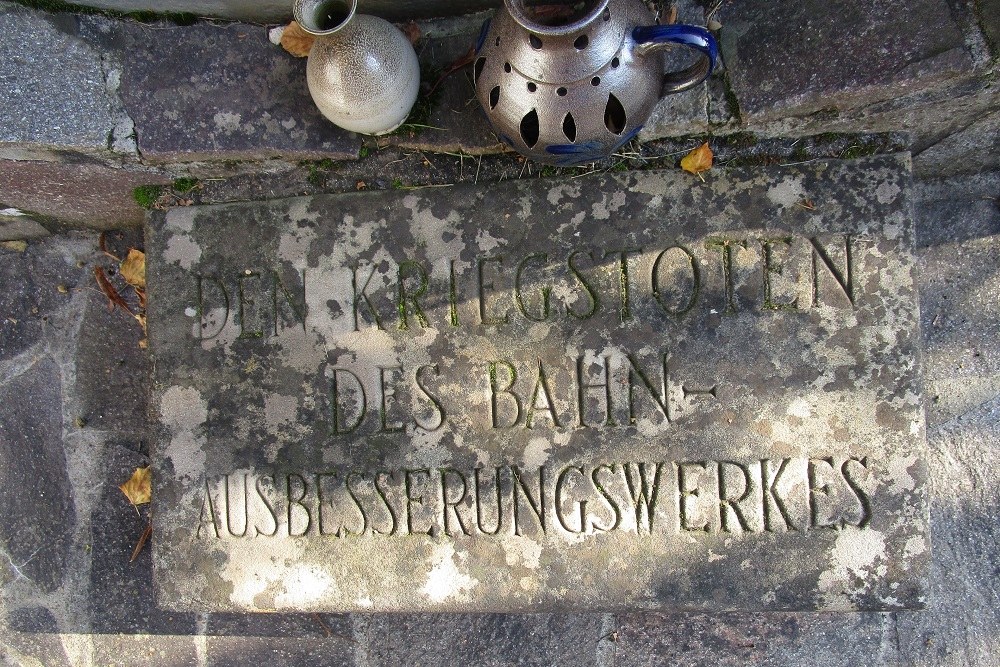 DEN KRIEGSTOTEN
DES BAHN-
AUSBESSERUNGSWERKES